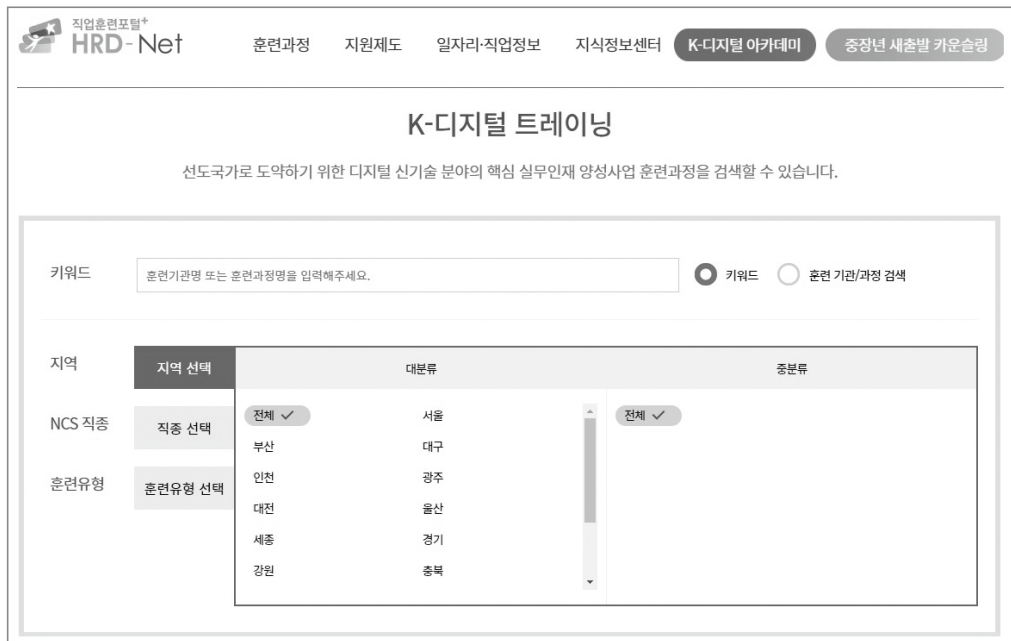 직업훈련포털+
HRD-Net
훈련과정 지원제도 일자리·직업정보 지식정보센터 K-디지털 아카데미 중장년 새출발 카운슬링
K-디지털 트레이닝
선도국가로 도약하기 위한 디지털 신기술 분야의 핵심 실무인재 양성사업 훈련과정을 검색할 수 있습니다.
키워드 훈련기관명 또는 훈련과정명을 입력해주세요. 키워드 훈련 기관/과정 검색
지역 지역 선택 대분류 중분류
전체 서울 전체
NCS 직종 직종 선택
부산 대구
인천 광주
훈련유형 훈련유형 선택
대전 울산
세종 경기
강원 충북